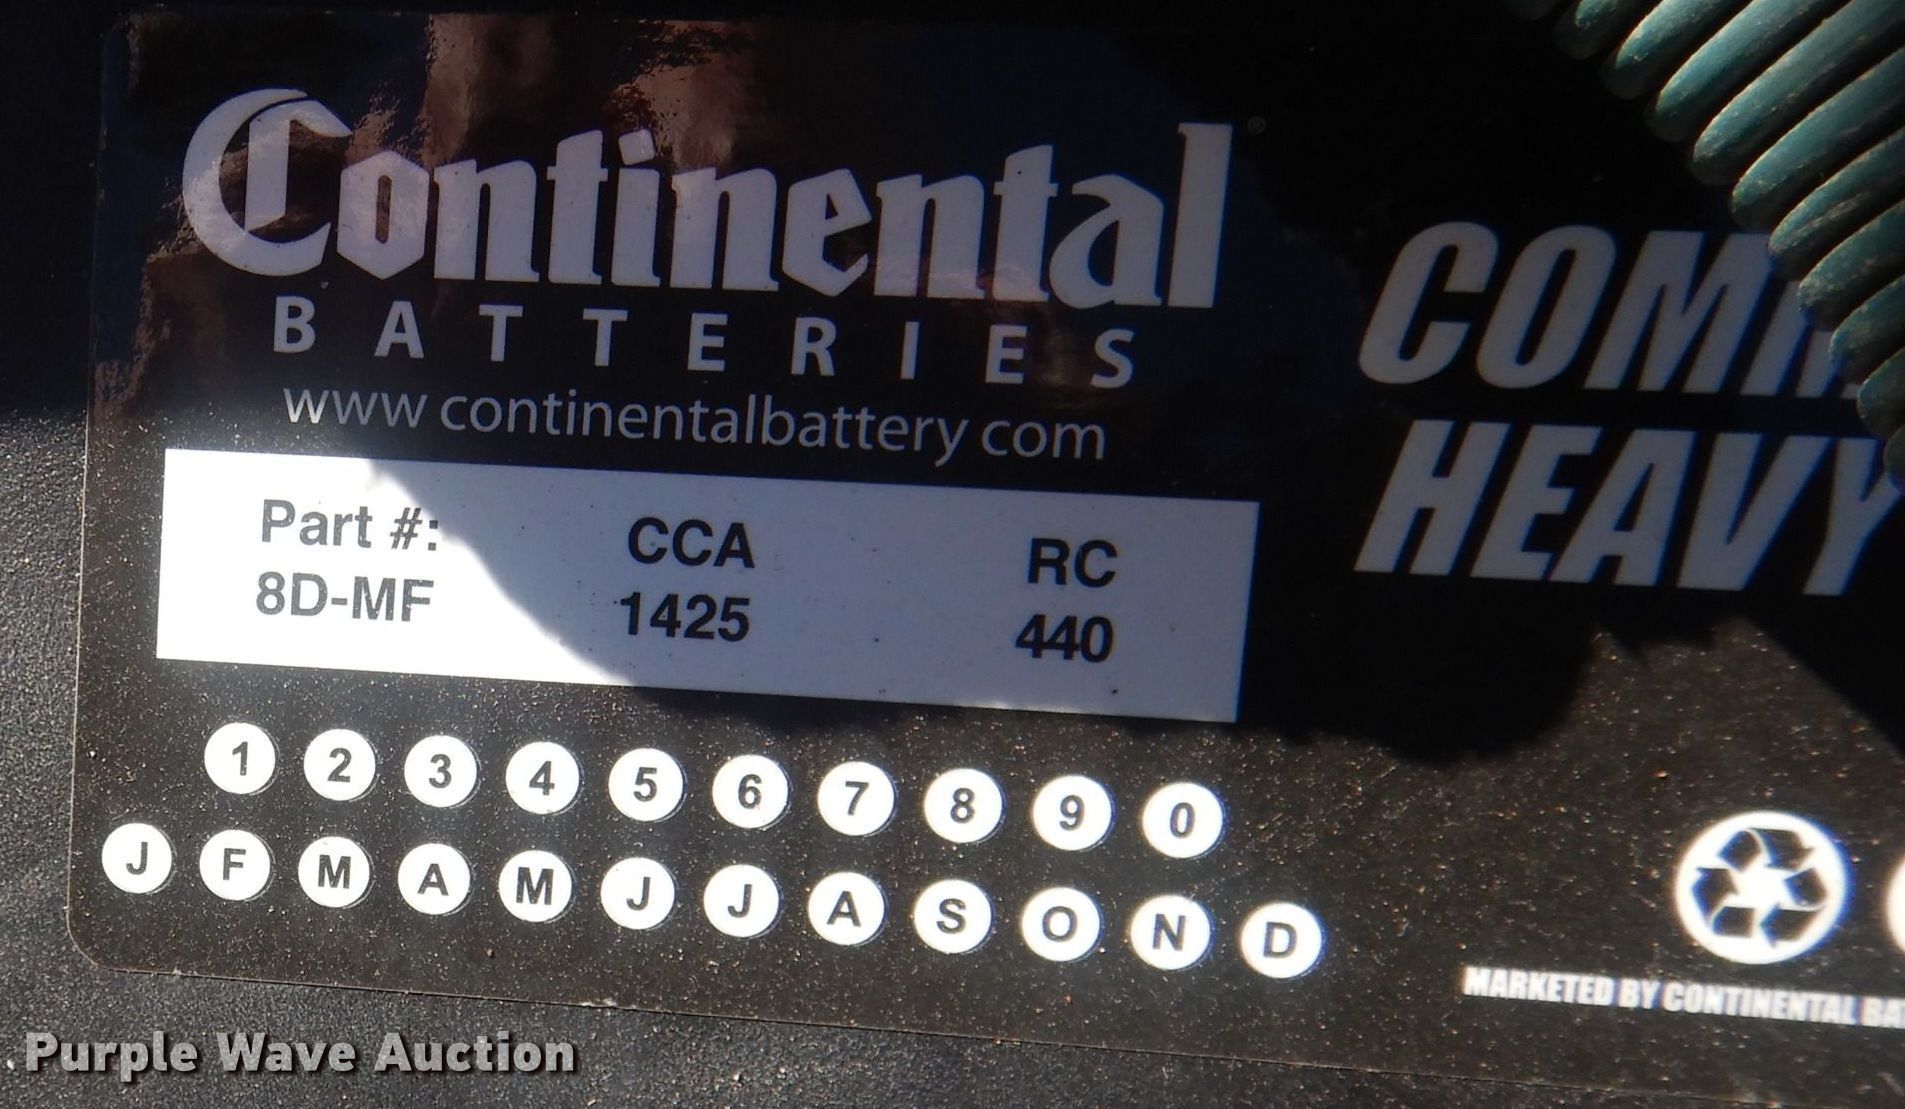 Continental
BATTERIES
www.continentalbattery.com
Part #: CCA RC
8D-MF 1425 440
1 2 3 4 5 6 7 8 9 0
J F M A M J J A S O N D
HEAVY
MARKETED BY CONTINENTAL
Purple Wave Auction